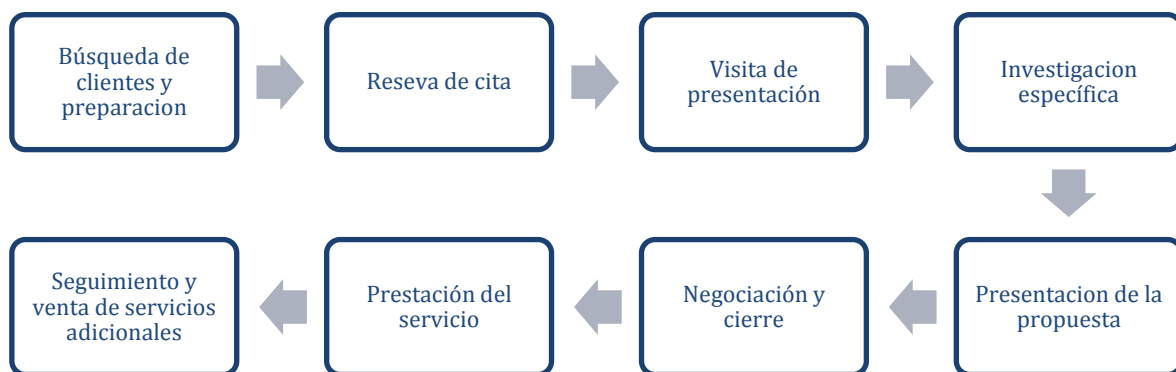 Búsqueda de
clientes y
preparacion
Reseva de cita
Visita de
presentación
Investigacion
específica
Presentacion de la
propuesta
Negociación y
cierre
Prestación del
servicio
Seguimiento y
venta de servicios
adicionales